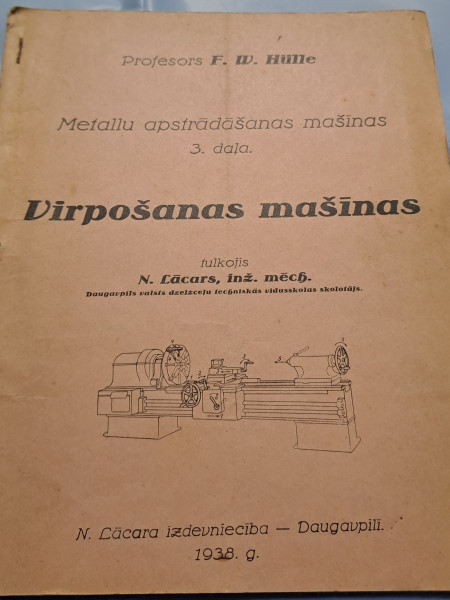 Profesors F. W. Hülle
Metallu apstrādāšanas mašīnas
3. daļa.
Virpošanas mašīnas
tulkojis
N. Lācars, inž. mēch.
Daugavpils valsts dzelzceļu techniskās vidusskolas skolotājs.
N. Lācara izdevniecība — Daugavpilī.
1938. g.